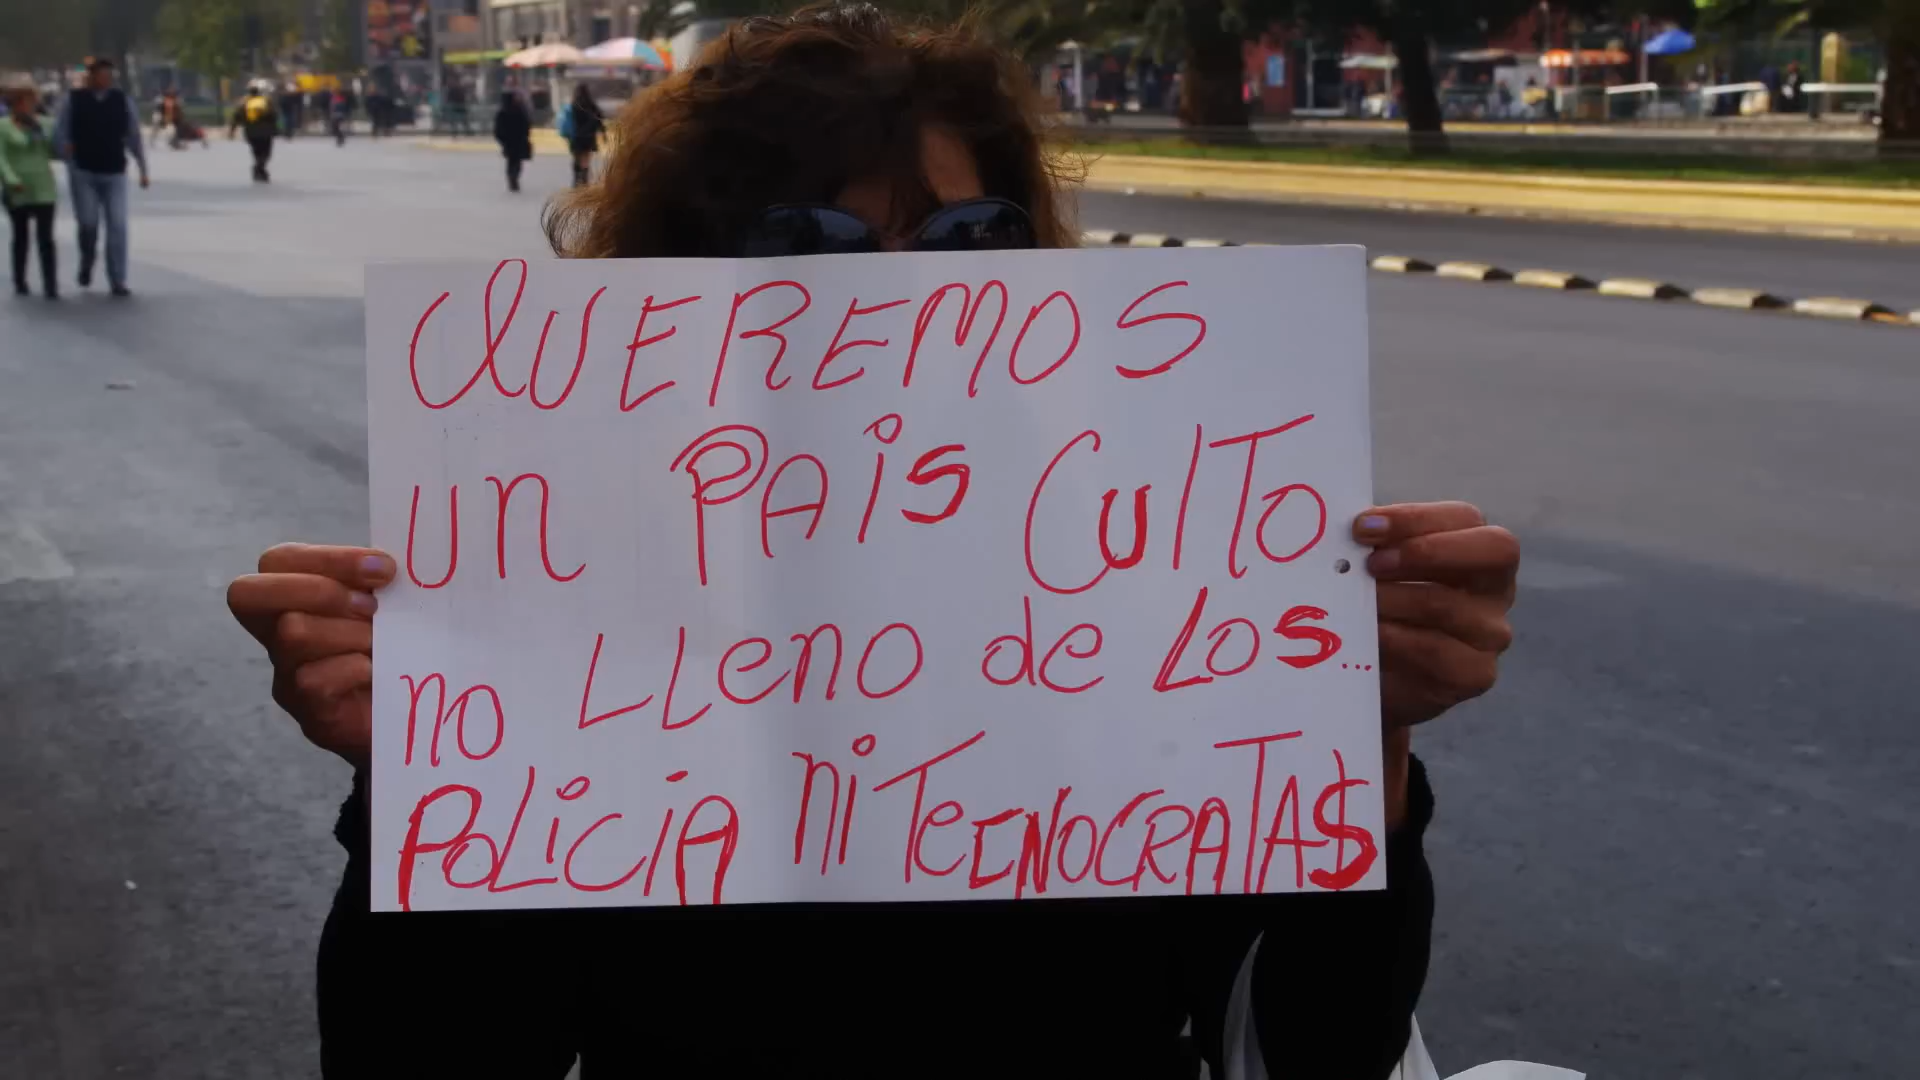 QUEREMOS
un PAiS CulTo.
no LLeno de Los...
PoLiciA ni TecNOCRATA$